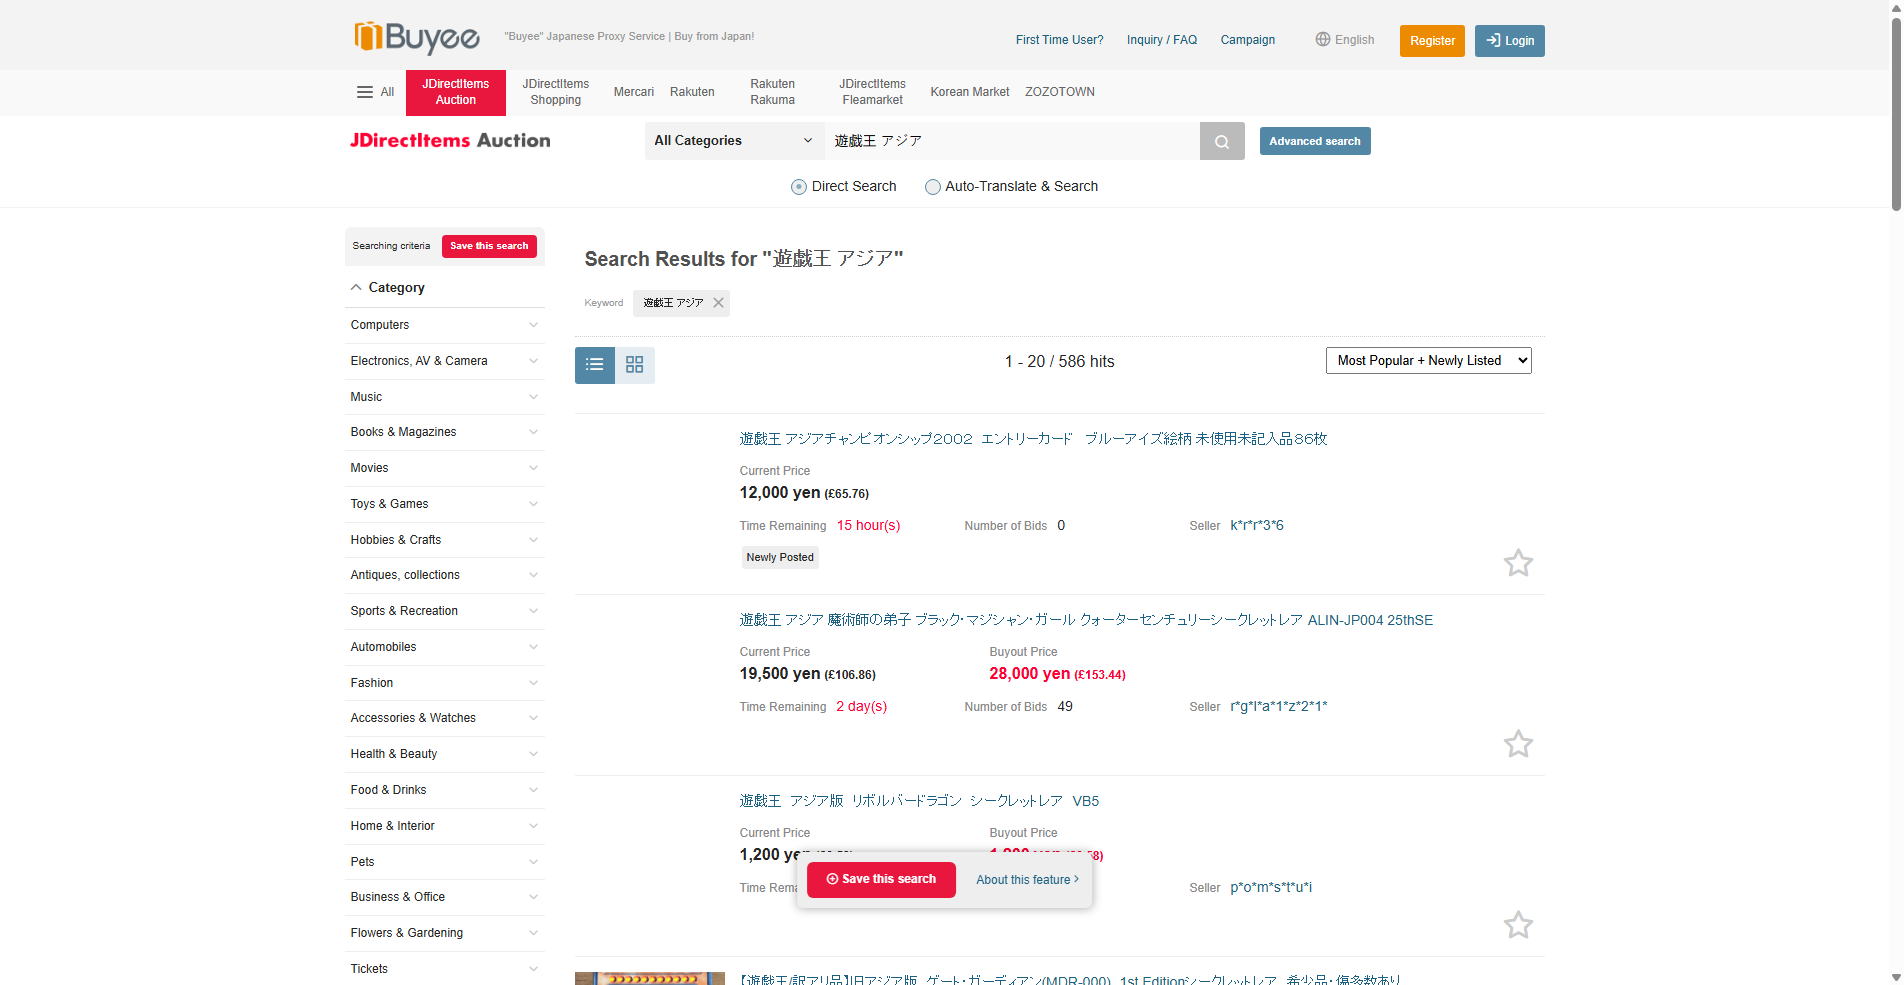 Buyee
"Buyee" Japanese Proxy Service | Buy from Japan!
First Time User?
Inquiry / FAQ
Campaign
English
Register
Login
All
JDirectItems Auction
JDirectItems Shopping
Mercari
Rakuten
Rakuten Rakuma
JDirectItems Fleamarket
Korean Market
ZOZOTOWN
JDirectItems Auction
All Categories
遊戯王 アジア
Advanced search
Direct Search
Auto-Translate & Search
Searching criteria
Save this search
Category
Computers
Electronics, AV & Camera
Music
Books & Magazines
Movies
Toys & Games
Hobbies & Crafts
Antiques, collections
Sports & Recreation
Automobiles
Fashion
Accessories & Watches
Health & Beauty
Food & Drinks
Home & Interior
Pets
Business & Office
Flowers & Gardening
Tickets
Search Results for "遊戯王 アジア"
Keyword
遊戯王 アジア
1 - 20 / 586 hits
Most Popular + Newly Listed
遊戯王 アジアチャンピオンシップ2002　エントリーカード　ブルーアイズ絵柄 未使用未記入品86枚
Current Price
12,000 yen (£65.76)
Time Remaining 15 hour(s)
Number of Bids 0
Seller k*r*r*3*6
Newly Posted
遊戯王 アジア 魔術師の弟子 ブラック・マジシャン・ガール クォーターセンチュリーシークレットレア ALIN-JP004 25thSE
Current Price
19,500 yen (£106.86)
Buyout Price
28,000 yen (£153.44)
Time Remaining 2 day(s)
Number of Bids 49
Seller r*g*l*a*1*z*2*1*
遊戯王　アジア版　リボルバードラゴン　シークレットレア　VB5
Current Price
1,200 yen
Buyout Price
Time Rema
Seller p*o*m*s*t*u*i
Save this search
About this feature
【遊戯王/訳アリ品】旧アジア版　ゲート・ガーディアン(MDR-000)　1st Editionシークレットレア　希少品・傷多数あり